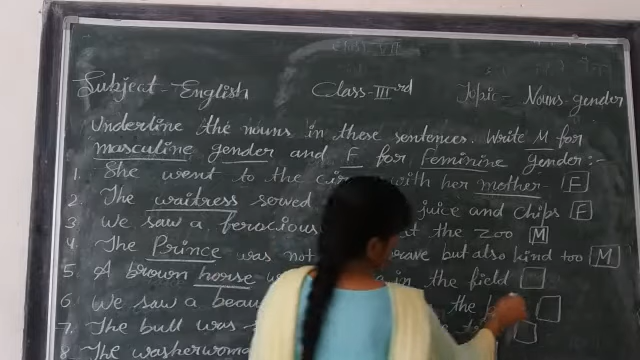 Subject - English Class - IIIrd Topic - Nouns gender
Underline the nouns in these sentences. Write M for
masculine gender and F for feminine gender :-
1. She went to the with her mother. F
2. The waitress served juice and chips F
3. We saw a ferocious at the zoo M
4. The Prince was not but also kind too M
5. A brown horse in the field
6. We saw a the
7. The bull was
8. The